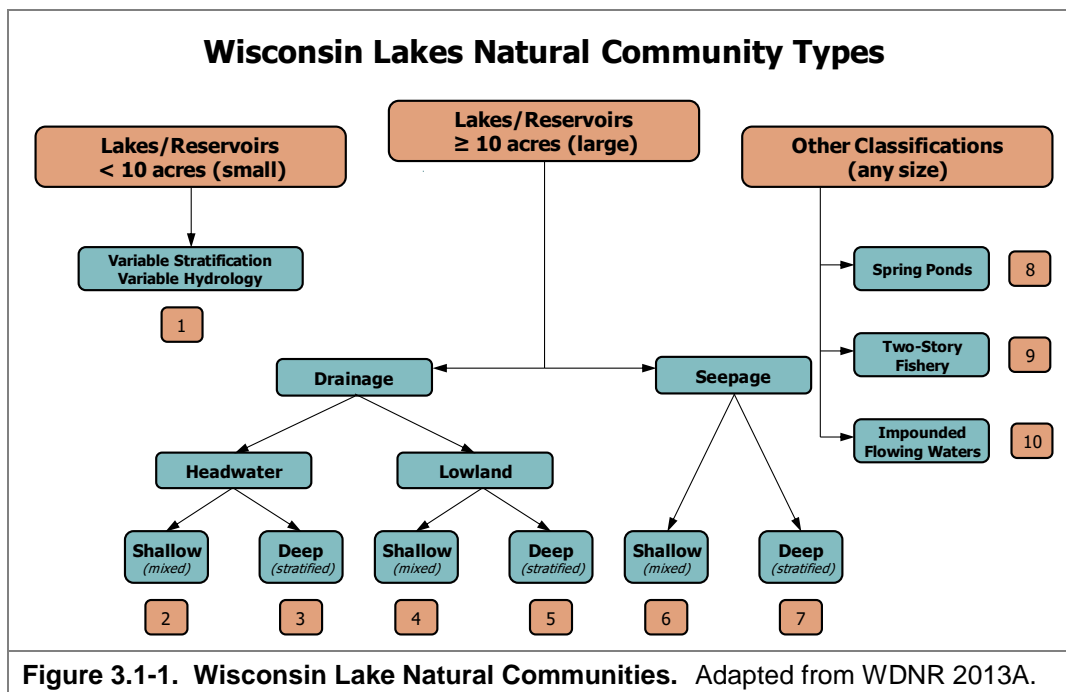 Wisconsin Lakes Natural Community Types
Lakes/Reservoirs
< 10 acres (small)
Lakes/Reservoirs
≥ 10 acres (large)
Other Classifications
(any size)
Variable Stratification
Variable Hydrology
1
Spring Ponds
8
Two-Story
Fishery
9
Impounded
Flowing Waters
10
Drainage
Seepage
Headwater
Lowland
Shallow
(mixed)
Deep
(stratified)
Shallow
(mixed)
Deep
(stratified)
Shallow
(mixed)
Deep
(stratified)
2
3
4
5
6
7
Figure 3.1-1. Wisconsin Lake Natural Communities. Adapted from WDNR 2013A.